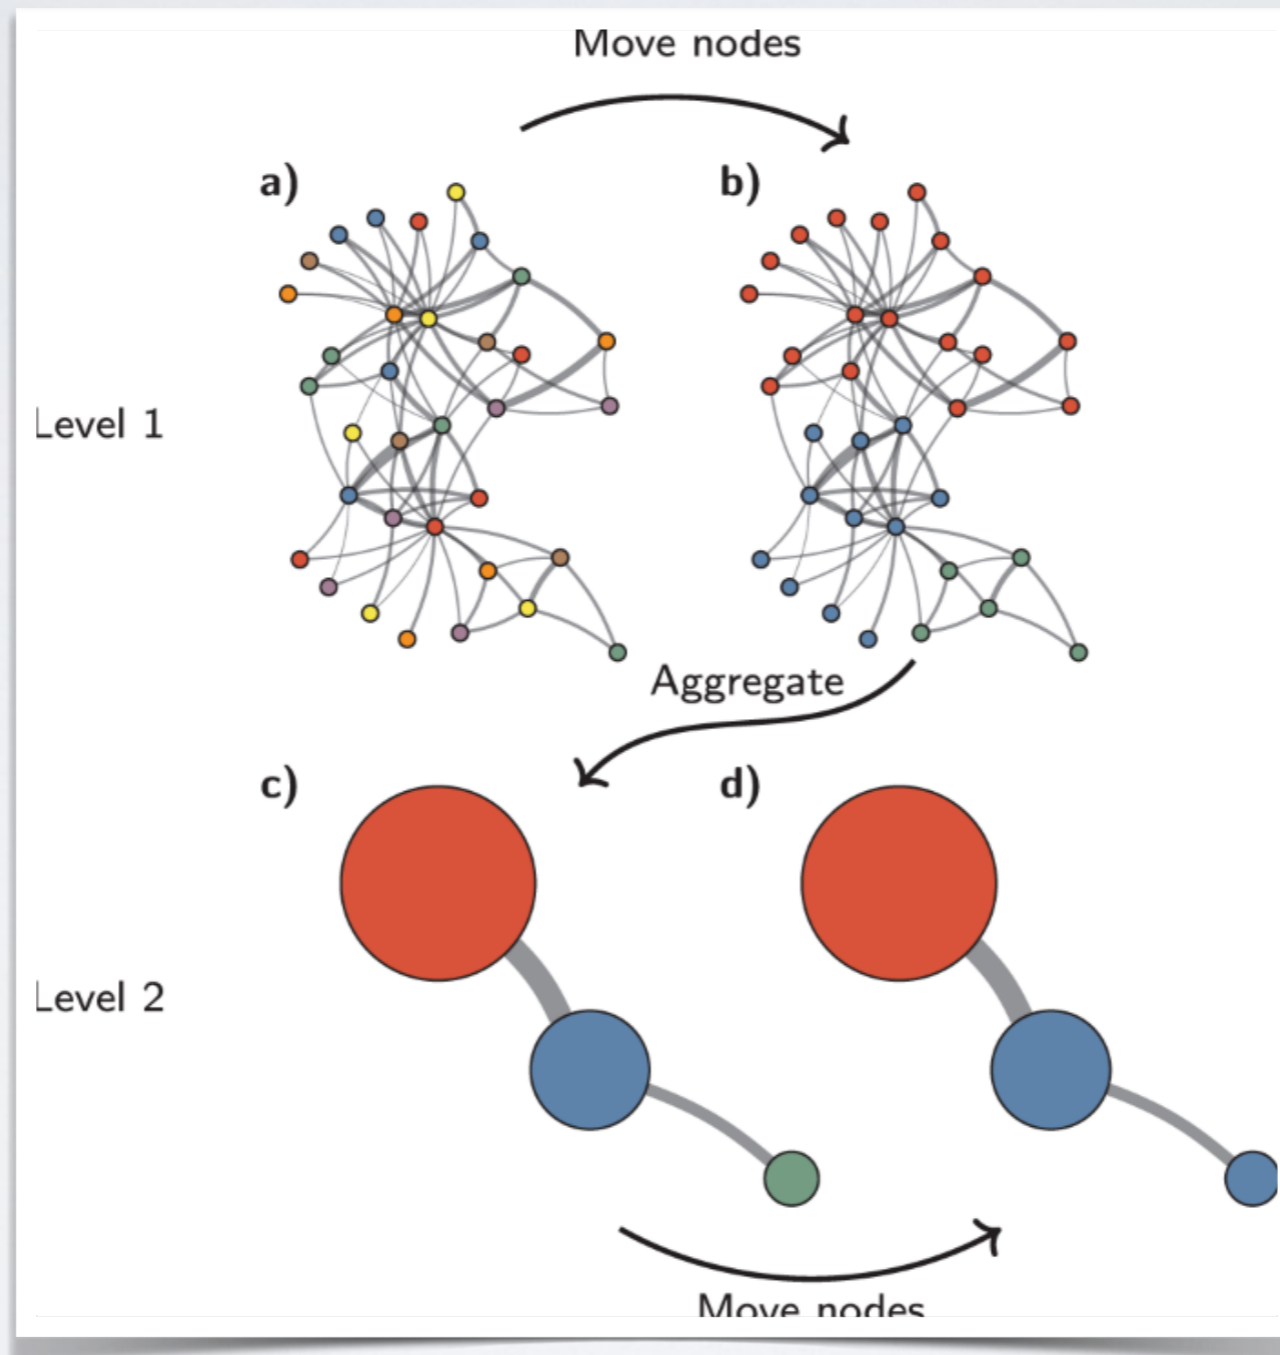 Move nodes
a)
b)
Level 1
Aggregate
c)
d)
Level 2
Move nodes